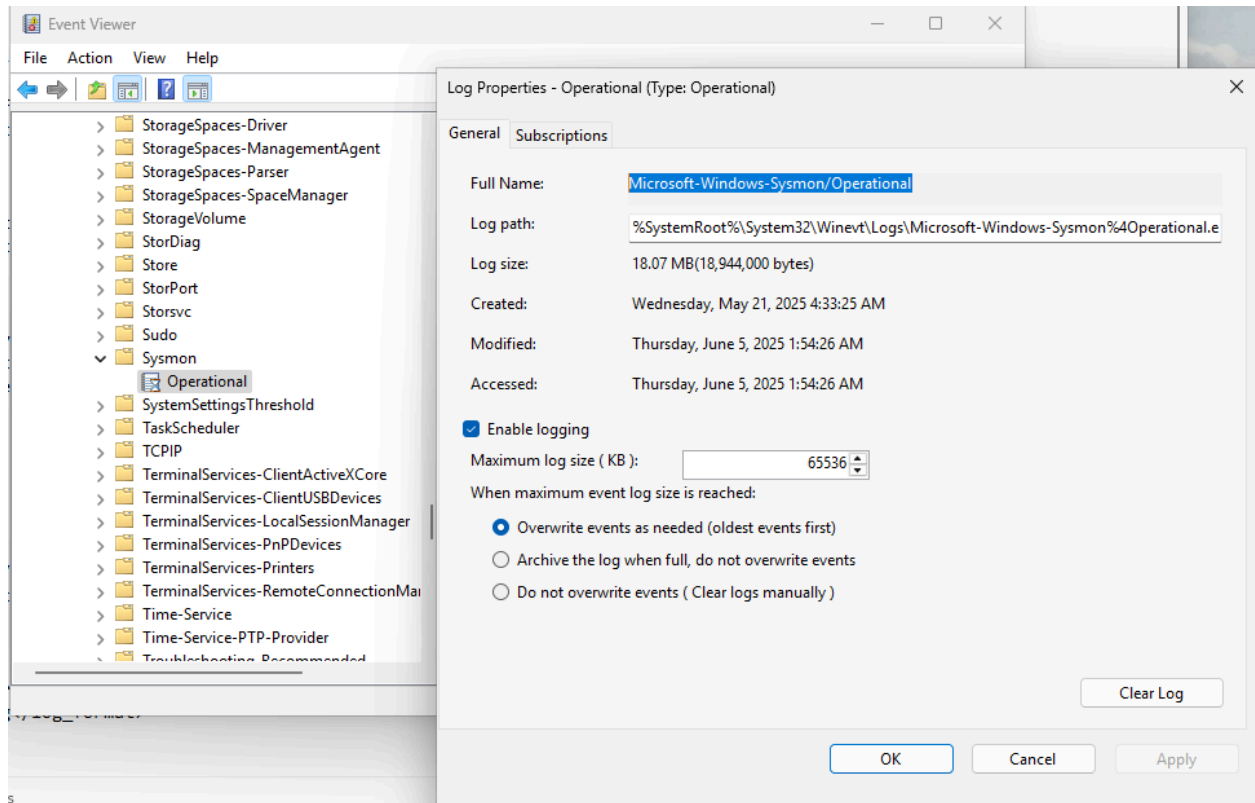 Event Viewer
File Action View Help
StorageSpaces-Driver
StorageSpaces-ManagementAgent
StorageSpaces-Parser
StorageSpaces-SpaceManager
StorageVolume
StorDiag
Store
StorPort
Storsvc
Sudo
Sysmon
Operational
SystemSettingsThreshold
TaskScheduler
TCPIP
TerminalServices-ClientActiveXCore
TerminalServices-ClientUSBDevices
TerminalServices-LocalSessionManager
TerminalServices-PnPDevices
TerminalServices-Printers
TerminalServices-RemoteConnectionMa
Time-Service
Time-Service-PTP-Provider
Troubleshooting-Recommended
Log Properties - Operational (Type: Operational)
General Subscriptions
Full Name: Microsoft-Windows-Sysmon/Operational
Log path: %SystemRoot%\System32\Winevt\Logs\Microsoft-Windows-Sysmon%4Operational.e
Log size: 18.07 MB(18,944,000 bytes)
Created: Wednesday, May 21, 2025 4:33:25 AM
Modified: Thursday, June 5, 2025 1:54:26 AM
Accessed: Thursday, June 5, 2025 1:54:26 AM
Enable logging
Maximum log size ( KB ): 65536
When maximum event log size is reached:
Overwrite events as needed (oldest events first)
Archive the log when full, do not overwrite events
Do not overwrite events ( Clear logs manually )
Clear Log
OK Cancel Apply